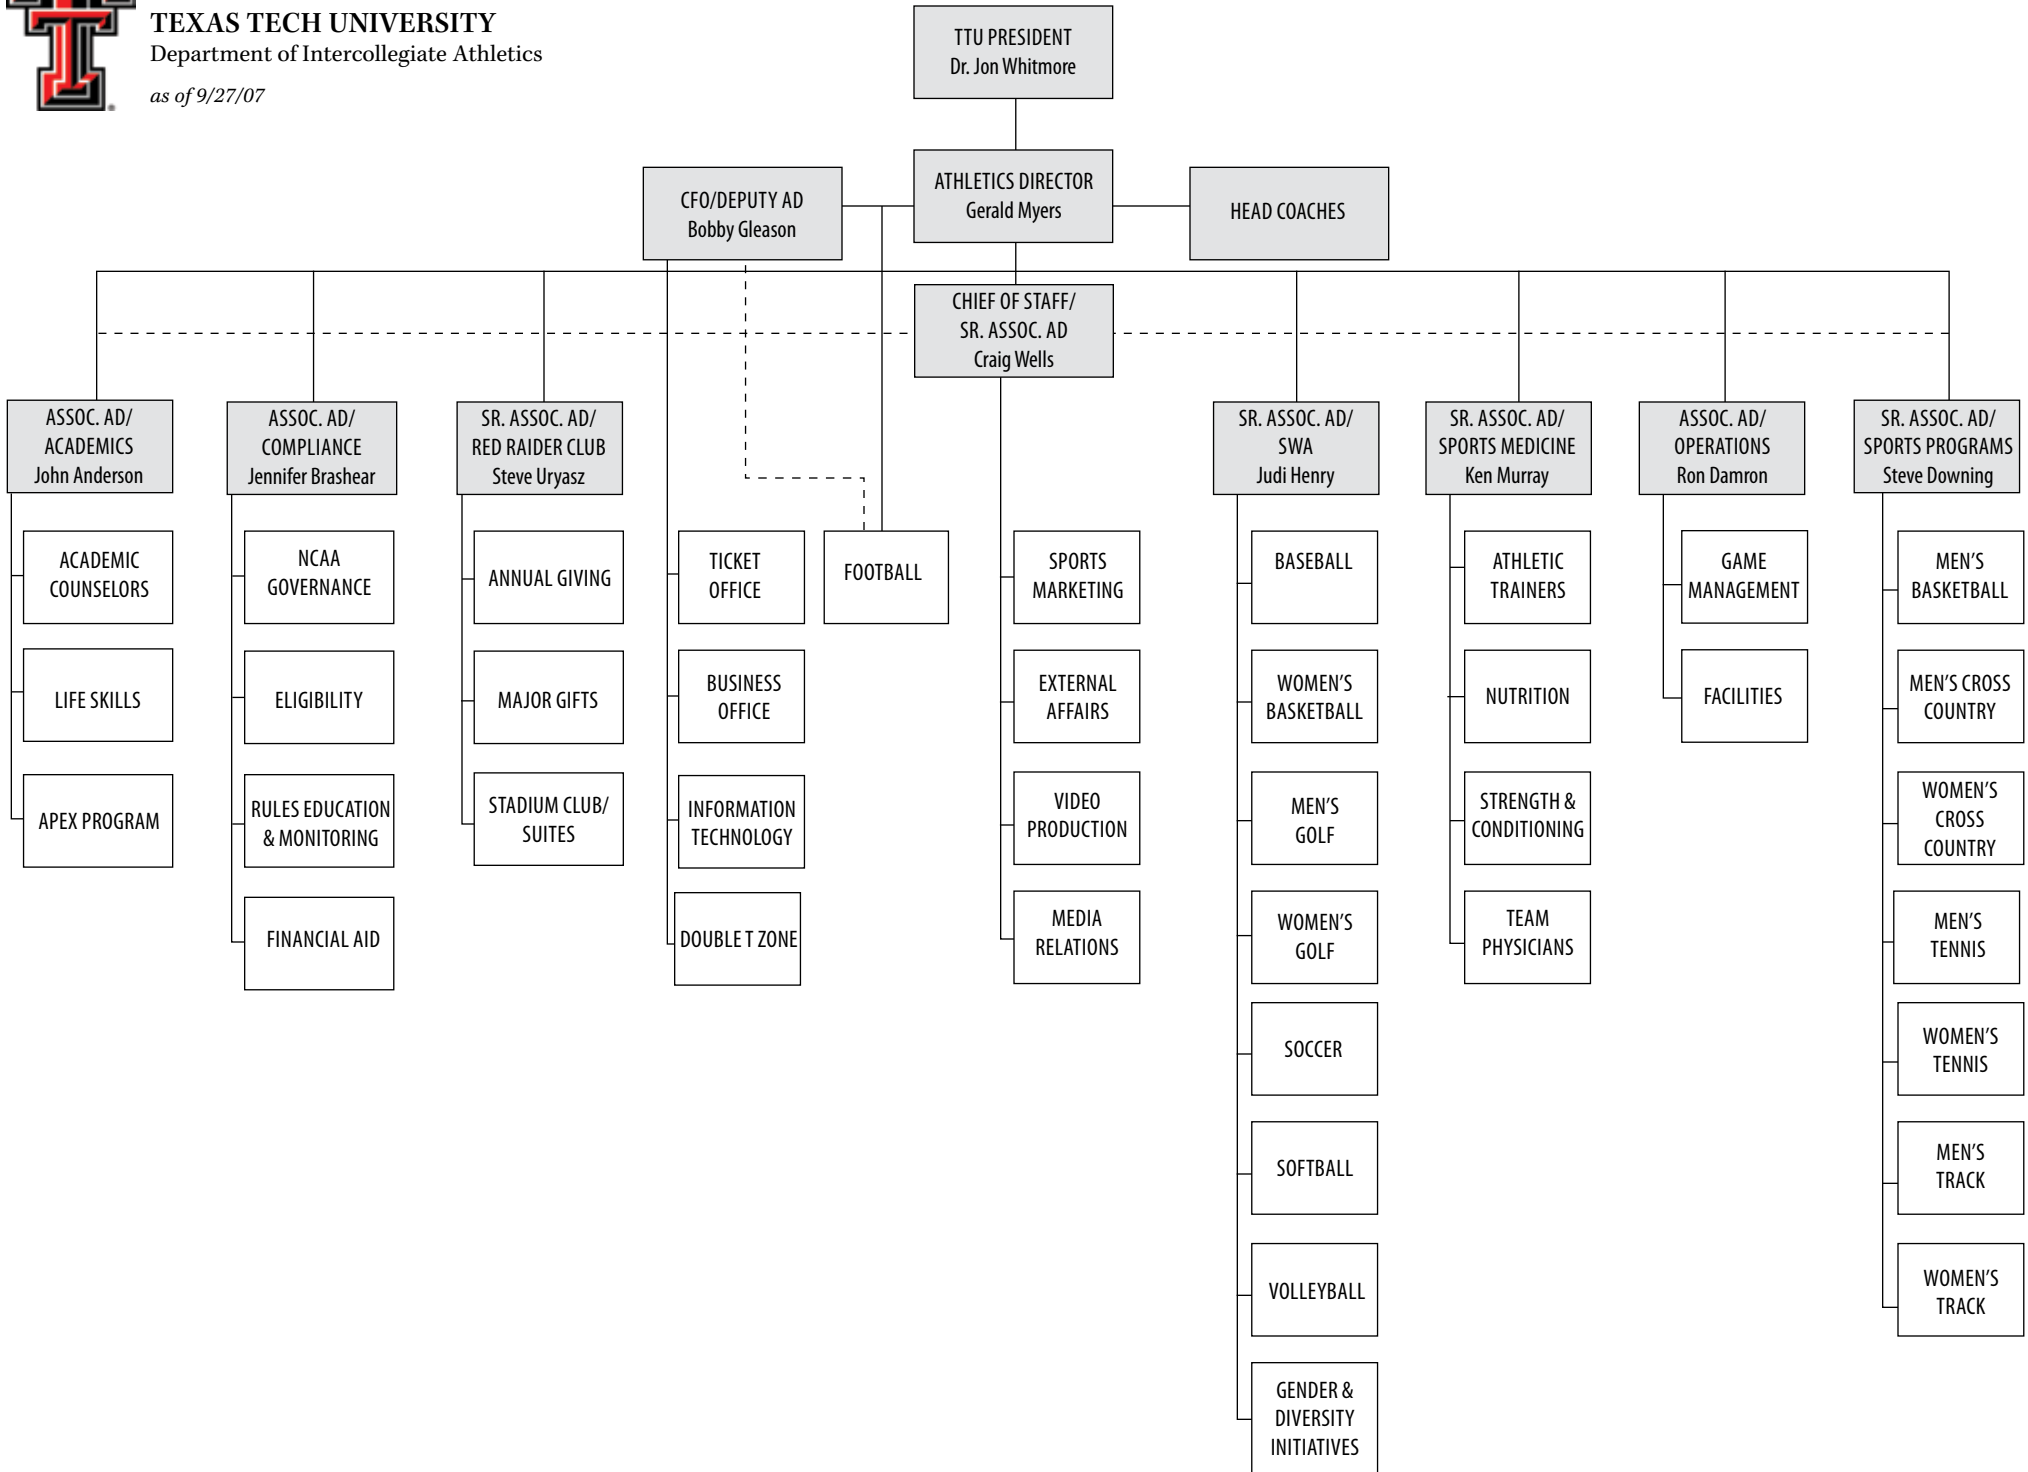 TEXAS TECH UNIVERSITY
Department of Intercollegiate Athletics
as of 9/27/07
TTU PRESIDENT
Dr. Jon Whitmore
CFO/DEPUTY AD
Bobby Gleason
ATHLETICS DIRECTOR
Gerald Myers
HEAD COACHES
CHIEF OF STAFF/
SR. ASSOC. AD
Craig Wells
ASSOC. AD/
ACADEMICS
John Anderson
ACADEMIC
COUNSELORS
LIFE SKILLS
APEX PROGRAM
ASSOC. AD/
COMPLIANCE
Jennifer Brashear
NCAA
GOVERNANCE
ELIGIBILITY
RULES EDUCATION
& MONITORING
FINANCIAL AID
SR. ASSOC. AD/
RED RAIDER CLUB
Steve Uryasz
ANNUAL GIVING
MAJOR GIFTS
STADIUM CLUB/
SUITES
TICKET
OFFICE
BUSINESS
OFFICE
INFORMATION
TECHNOLOGY
DOUBLE T ZONE
FOOTBALL
SPORTS
MARKETING
EXTERNAL
AFFAIRS
VIDEO
PRODUCTION
MEDIA
RELATIONS
SR. ASSOC. AD/
SWA
Judi Henry
BASEBALL
WOMEN'S
BASKETBALL
MEN'S
GOLF
WOMEN'S
GOLF
SOCCER
SOFTBALL
VOLLEYBALL
GENDER &
DIVERSITY
INITIATIVES
SR. ASSOC. AD/
SPORTS MEDICINE
Ken Murray
ATHLETIC
TRAINERS
NUTRITION
STRENGTH &
CONDITIONING
TEAM
PHYSICIANS
ASSOC. AD/
OPERATIONS
Ron Damron
GAME
MANAGEMENT
FACILITIES
SR. ASSOC. AD/
SPORTS PROGRAMS
Steve Downing
MEN'S
BASKETBALL
MEN'S CROSS
COUNTRY
WOMEN'S
CROSS
COUNTRY
MEN'S
TENNIS
WOMEN'S
TENNIS
MEN'S
TRACK
WOMEN'S
TRACK